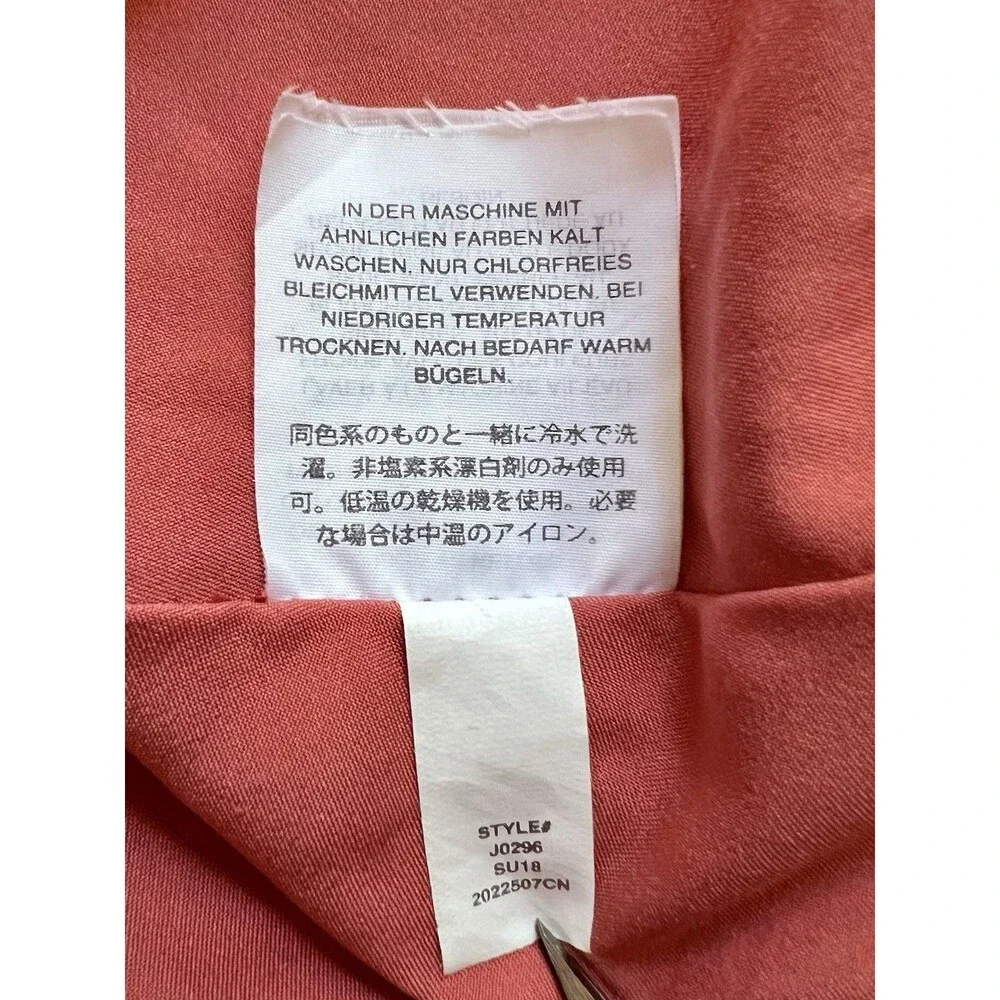 IN DER MASCHINE MIT
ÄHNLICHEN FARBEN KALT
WASCHEN. NUR CHLORFREIES
BLEICHMITTEL VERWENDEN. BEI
NIEDRIGER TEMPERATUR
TROCKNEN. NACH BEDARF WARM
BÜGELN.
同色系のものと一緒に冷水で洗
濯。非塩素系漂白剤のみ使用
可。低温の乾燥機を使用。必要
な場合は中温のアイロン。
STYLE#
J0296
SU18
2022507CN